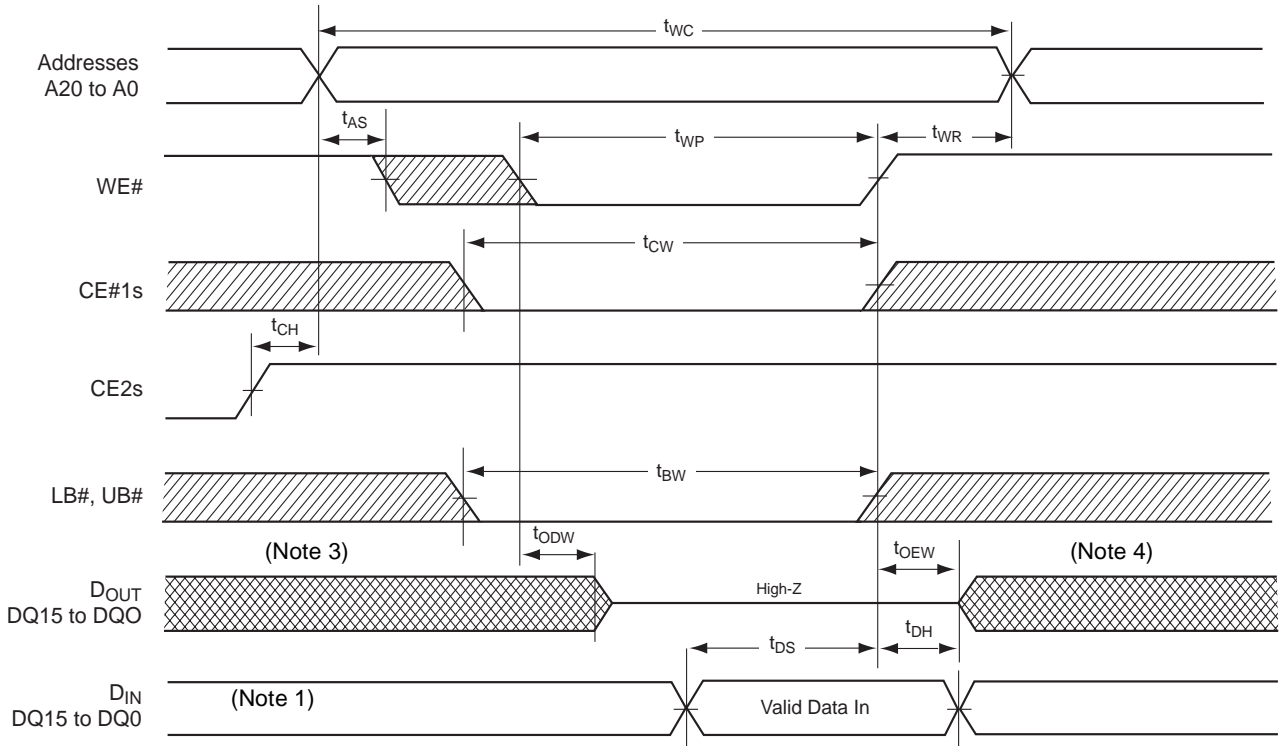 tWC
Addresses
A20 to A0
tAS
tWP
tWR
WE#
tCW
CE#1s
tCH
CE2s
tBW
LB#, UB#
tODW
(Note 3)
tOEW
(Note 4)
DOUT
DQ15 to DQO
High-Z
tDS
tDH
DIN
DQ15 to DQ0
(Note 1)
Valid Data In